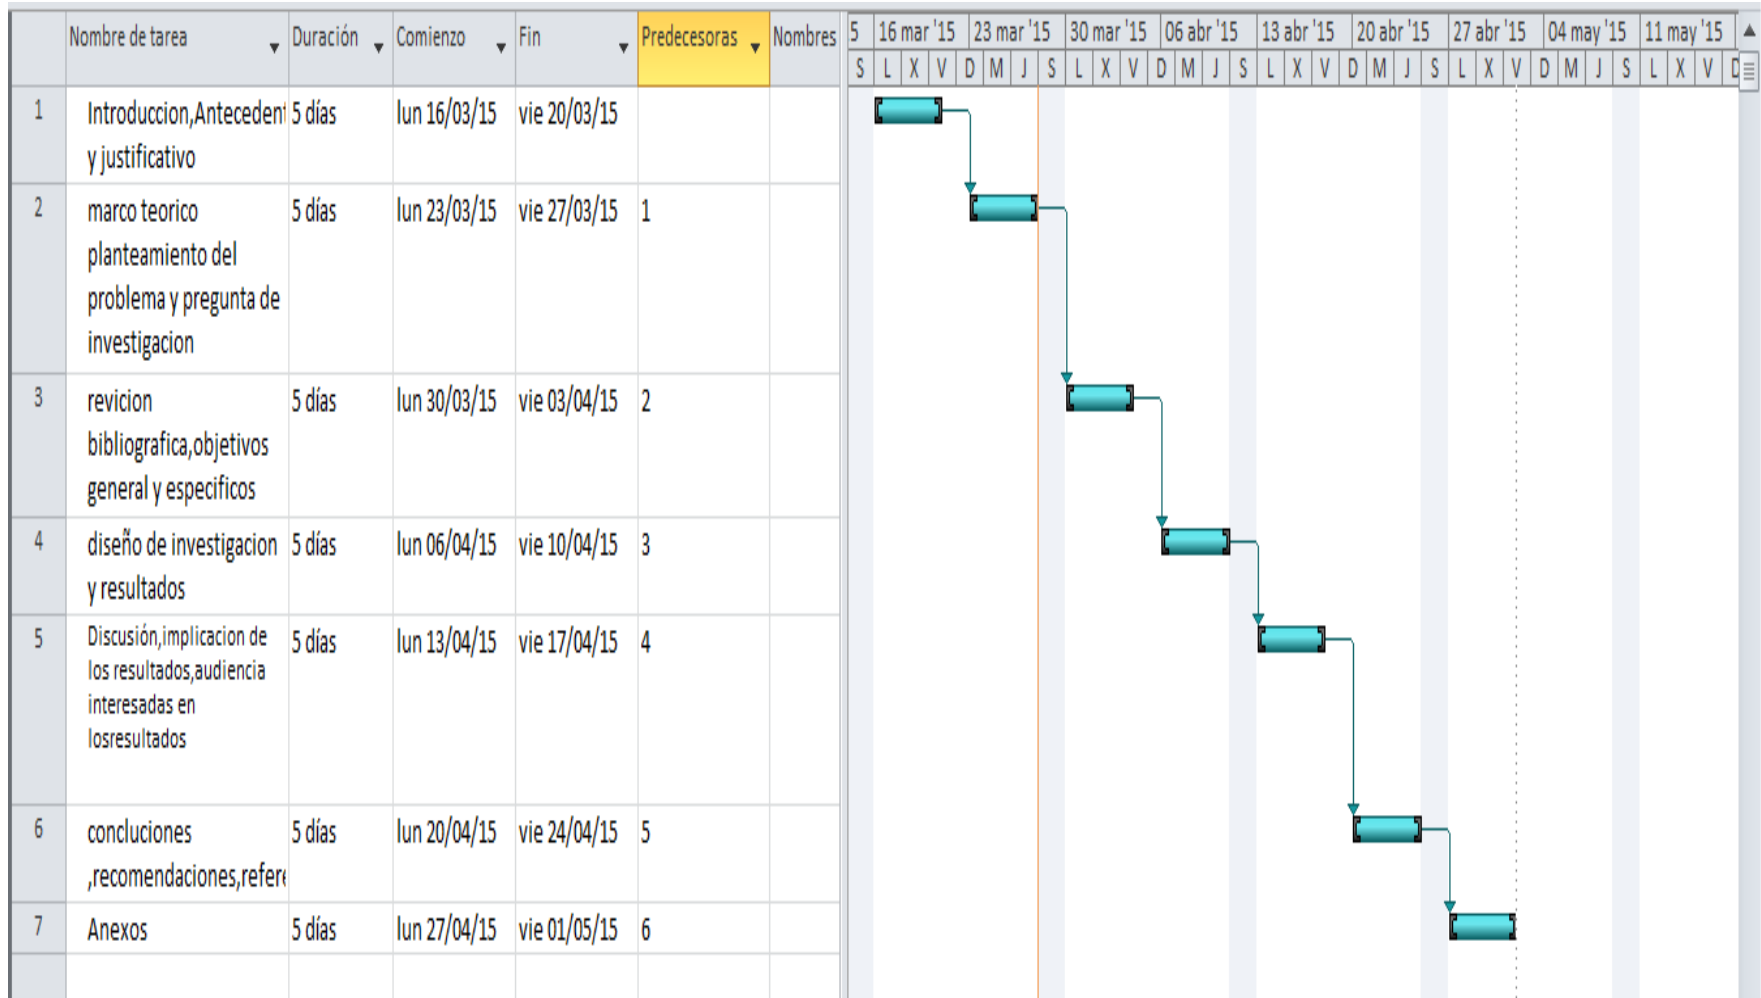 Nombre de tarea Duración Comienzo Fin Predecesoras Nombres
5 16 mar '15 23 mar '15 30 mar '15 06 abr '15 13 abr '15 20 abr '15 27 abr '15 04 may '15 11 may '15
S L X V D M J S L X V D M J S L X V D M J S L X V D M J S L X V D
1 Introduccion,Antecedent 5 días lun 16/03/15 vie 20/03/15
y justificativo
2 marco teorico 5 días lun 23/03/15 vie 27/03/15 1
planteamiento del
problema y pregunta de
investigacion
3 revicion 5 días lun 30/03/15 vie 03/04/15 2
bibliografica,objetivos
general y especificos
4 diseño de investigacion 5 días lun 06/04/15 vie 10/04/15 3
y resultados
5 Discusión,implicacion de 5 días lun 13/04/15 vie 17/04/15 4
los resultados,audiencia
interesadas en
losresultados
6 concluciones 5 días lun 20/04/15 vie 24/04/15 5
,recomendaciones,refere
7 Anexos 5 días lun 27/04/15 vie 01/05/15 6